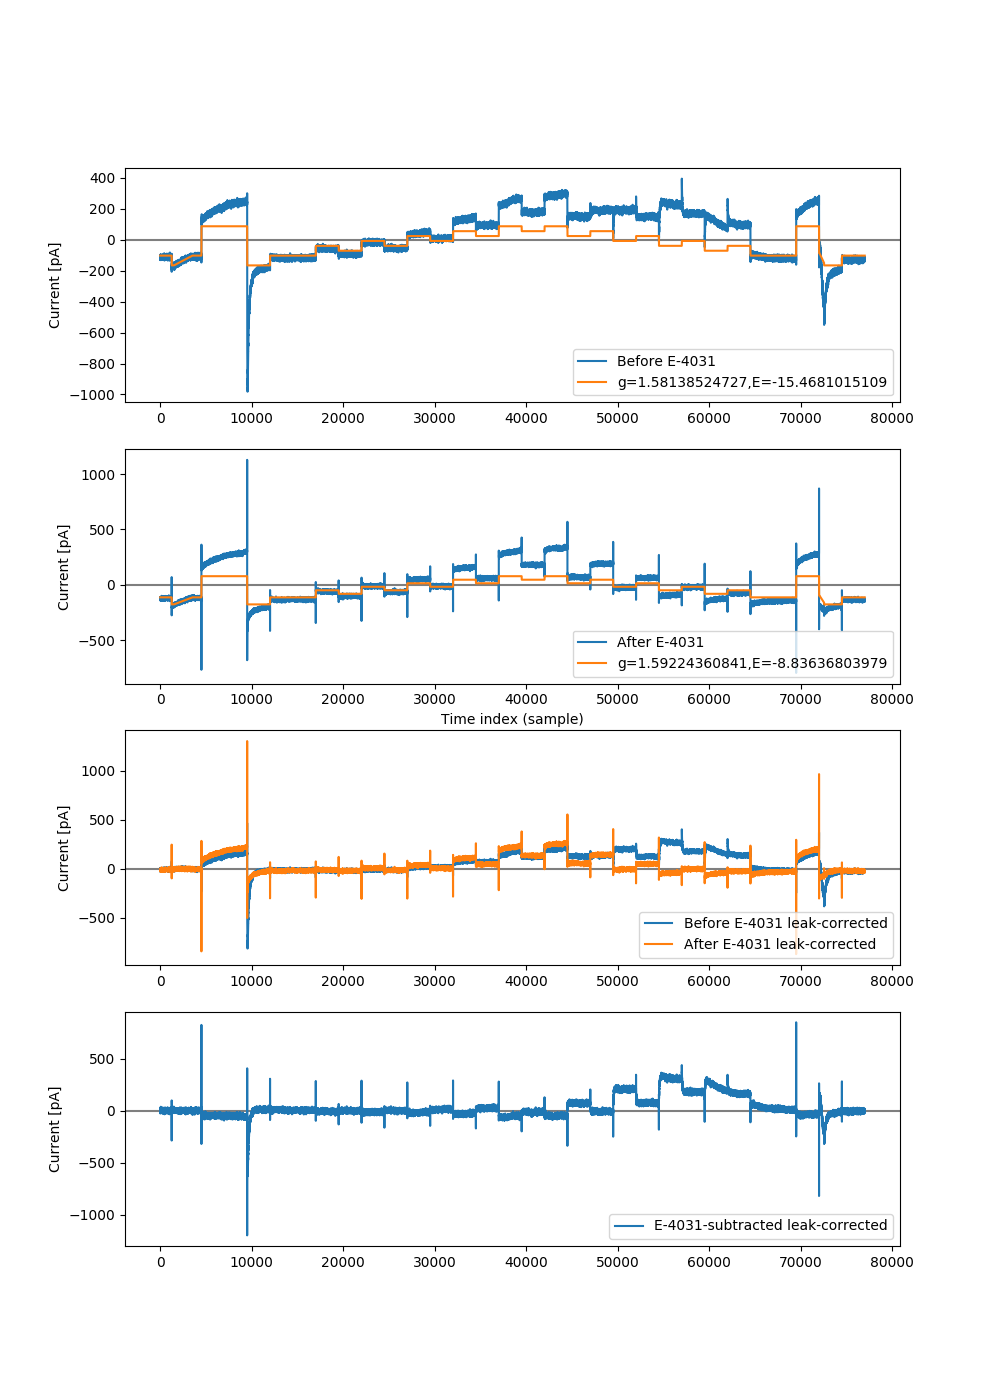 400
200
0
−200
−400
−600
−800
−1000
Current [pA]
Before E-4031
g=1.58138524727,E=-15.4681015109
0 10000 20000 30000 40000 50000 60000 70000 80000
1000
500
0
−500
Current [pA]
After E-4031
g=1.59224360841,E=-8.83636803979
0 10000 20000 30000 40000 50000 60000 70000 80000
Time index (sample)
1000
500
0
−500
Current [pA]
Before E-4031 leak-corrected
After E-4031 leak-corrected
0 10000 20000 30000 40000 50000 60000 70000 80000
500
0
−500
−1000
Current [pA]
E-4031-subtracted leak-corrected
0 10000 20000 30000 40000 50000 60000 70000 80000